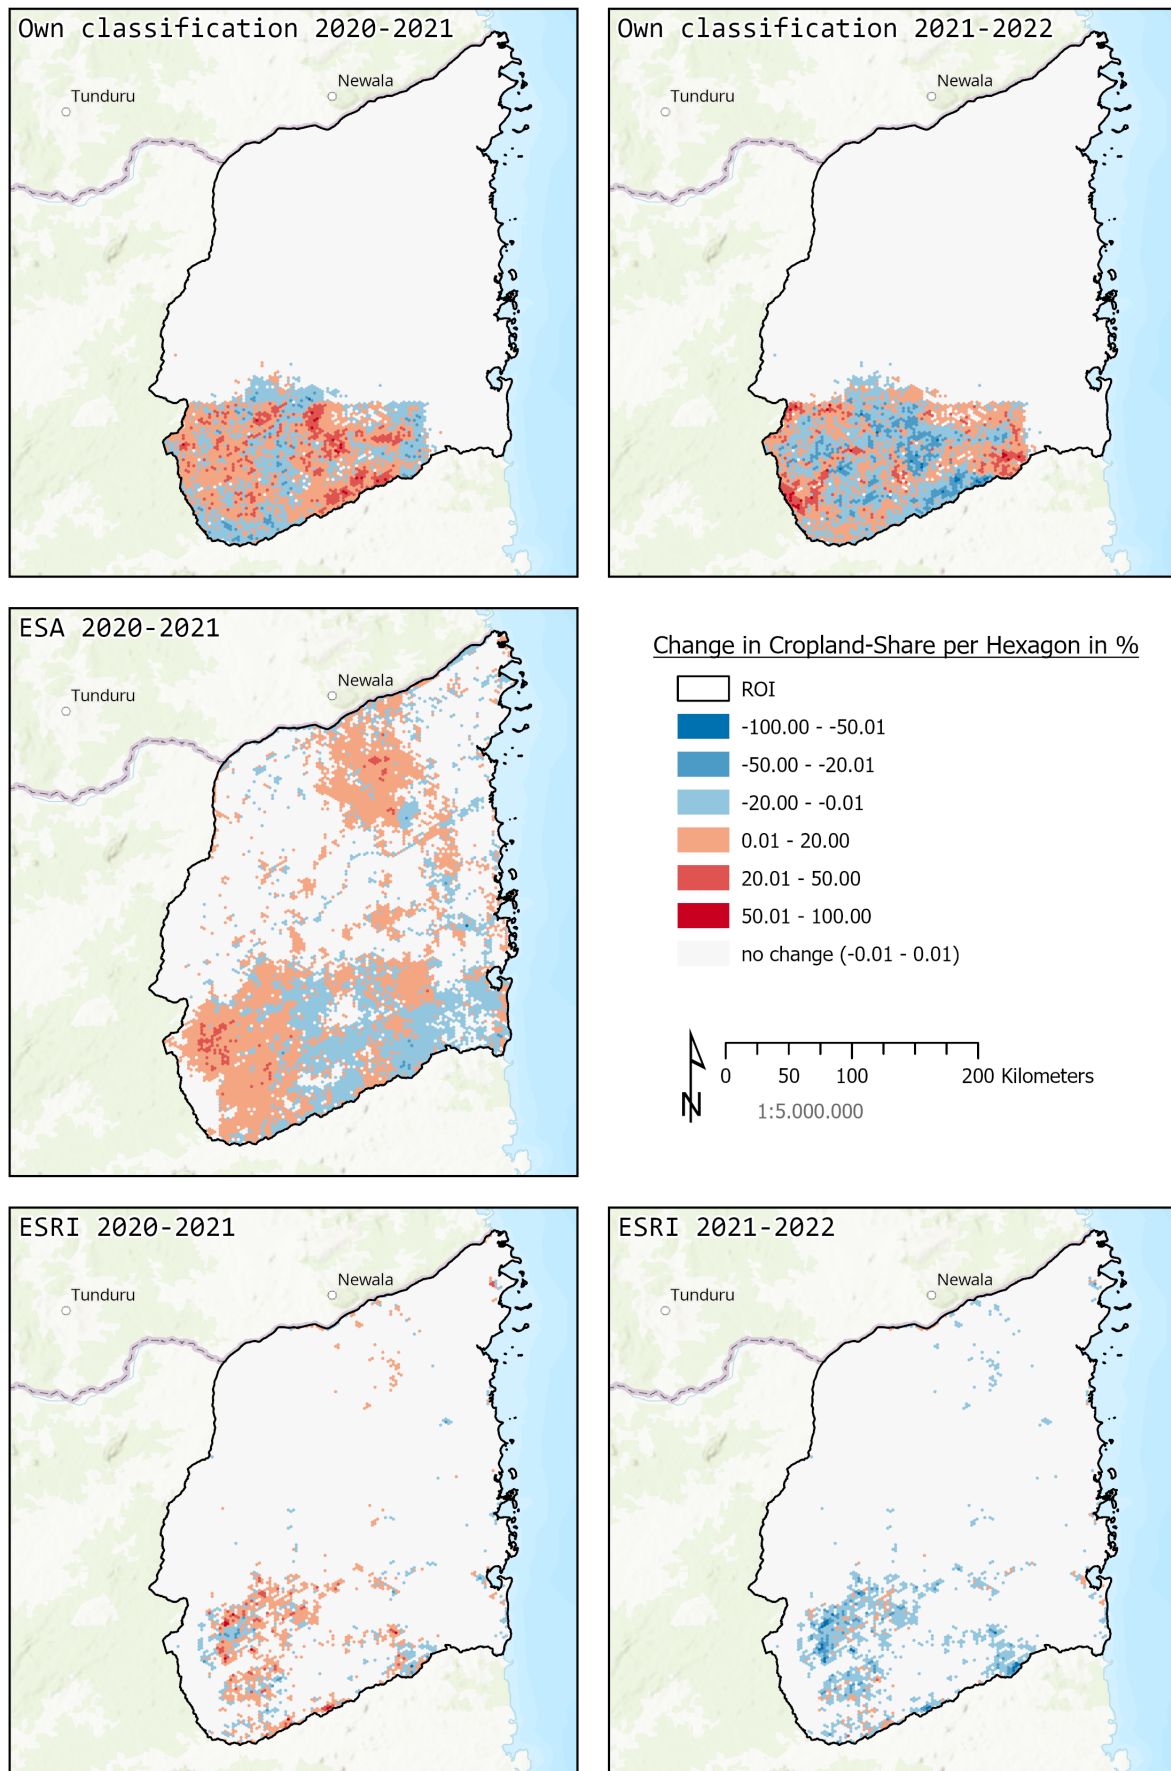 Own classification 2020-2021
Newala
Tunduru
Own classification 2021-2022
Newala
Tunduru
ESA 2020-2021
Newala
Tunduru
Change in Cropland-Share per Hexagon in %
ROI
-100.00 - -50.01
-50.00 - -20.01
-20.00 - -0.01
0.01 - 20.00
20.01 - 50.00
50.01 - 100.00
no change (-0.01 - 0.01)
N
0 50 100 200 Kilometers
1:5.000.000
ESRI 2020-2021
Newala
Tunduru
ESRI 2021-2022
Newala
Tunduru